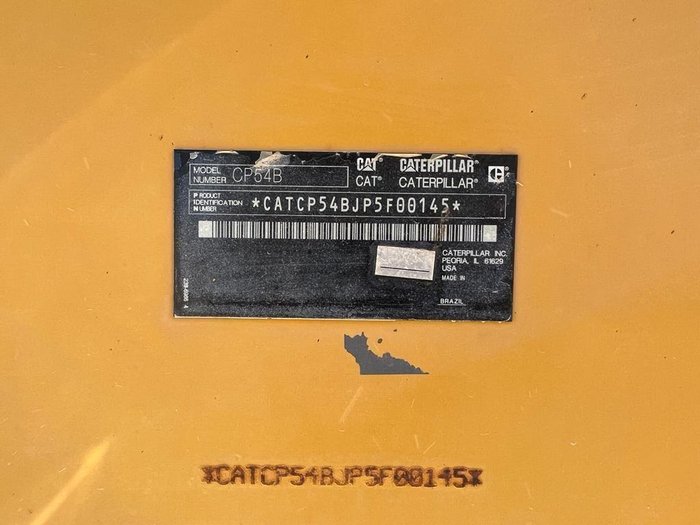 CAT® CATERPILLAR®
MODEL NUMBER CP54B
CAT® CATERPILLAR® C
PRODUCT IDENTIFICATION NUMBER *CATCP54BJP5F00145*
CATERPILLAR INC.
PEORIA, IL 61629
USA
MADE IN
BRAZIL
*CATCP54BJP5F00145*